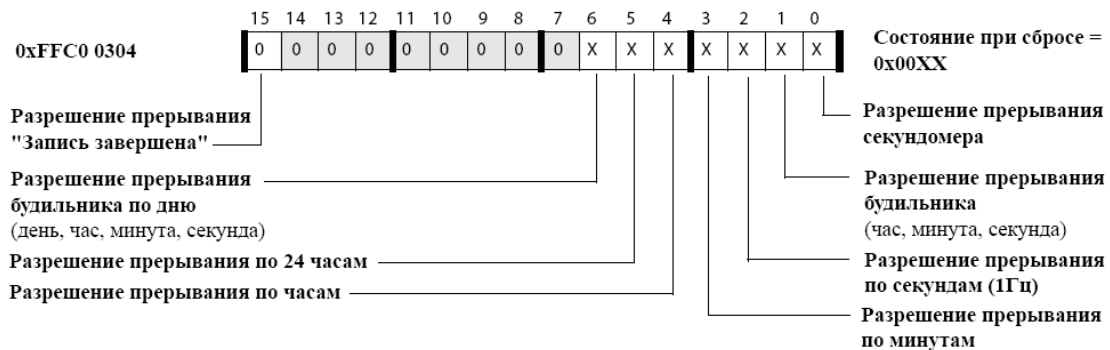 15 14 13 12 11 10 9 8 7 6 5 4 3 2 1 0
0xFFC0 0304
0 0 0 0 0 0 0 0 0 X X X X X X X
Состояние при сбросе =
0x00XX
Разрешение прерывания
"Запись завершена"
Разрешение прерывания
будильника по дню
(день, час, минута, секунда)
Разрешение прерывания по 24 часам
Разрешение прерывания по часам
Разрешение прерывания
секундомера
Разрешение прерывания
будильника
(час, минута, секунда)
Разрешение прерывания
по секундам (1Гц)
Разрешение прерывания
по минутам